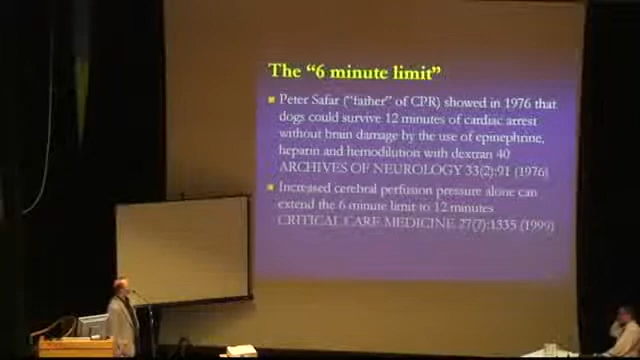 The "6 minute limit"
Peter Safar ("father" of CPR) showed in 1976 that
dogs could survive 12 minutes of cardiac arrest
without brain damage by the use of epinephrine,
heparin and hemodilution with dextran 40
ARCHIVES OF NEUROLOGY 33(2):91 (1976)
Increased cerebral perfusion pressure alone can
extend the 6 minute limit to 12 minutes
CRITICAL CARE MEDICINE 27(7):1335 (1999)